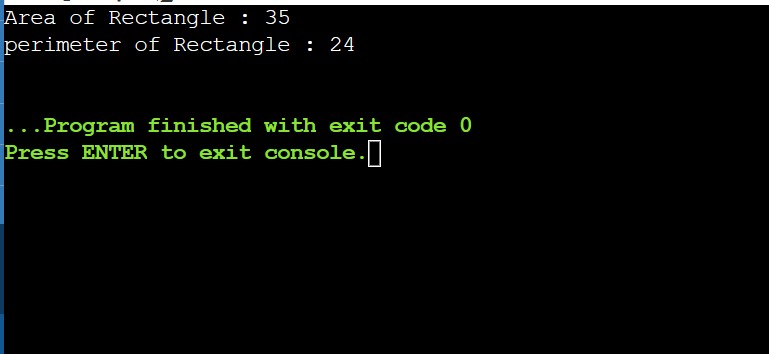 Area of Rectangle : 35
perimeter of Rectangle : 24
...Program finished with exit code 0
Press ENTER to exit console.